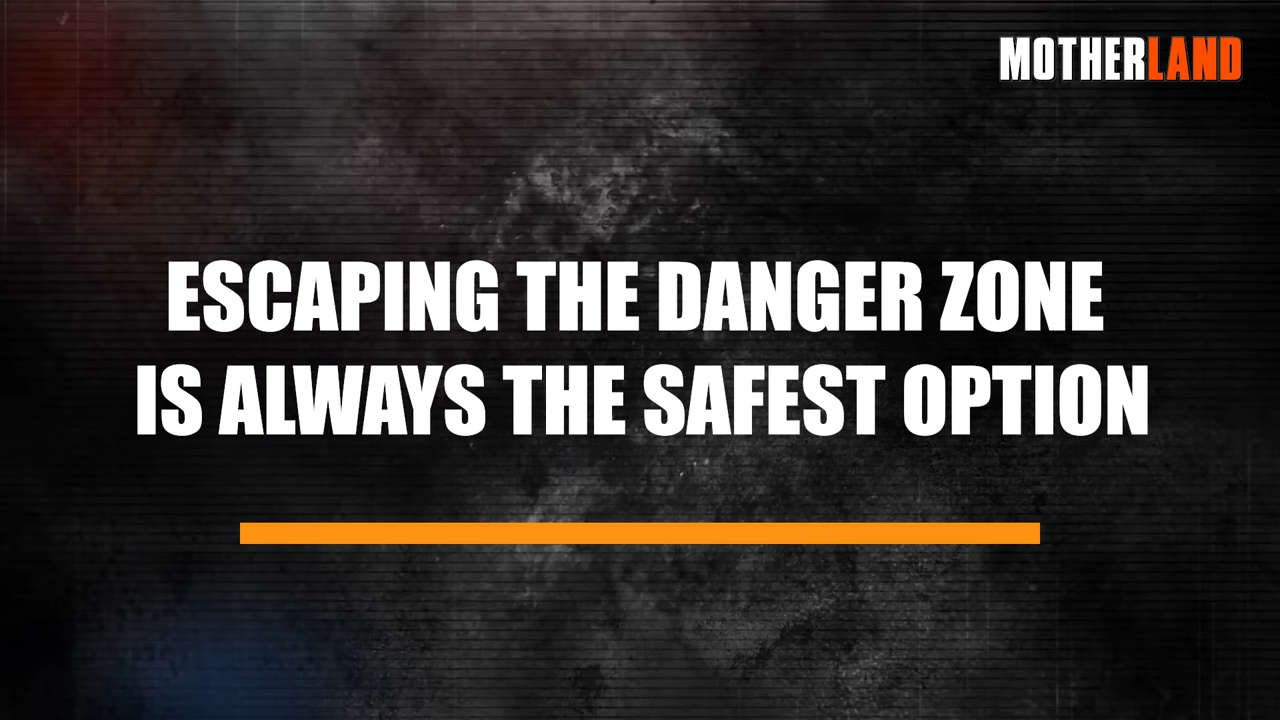 MOTHERLAND
ESCAPING THE DANGER ZONE
IS ALWAYS THE SAFEST OPTION